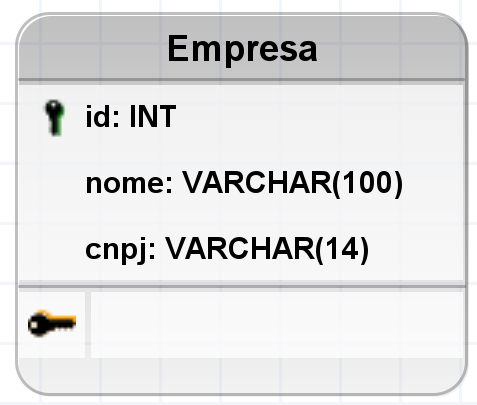 Empresa
id: INT
nome: VARCHAR(100)
cnpj: VARCHAR(14)